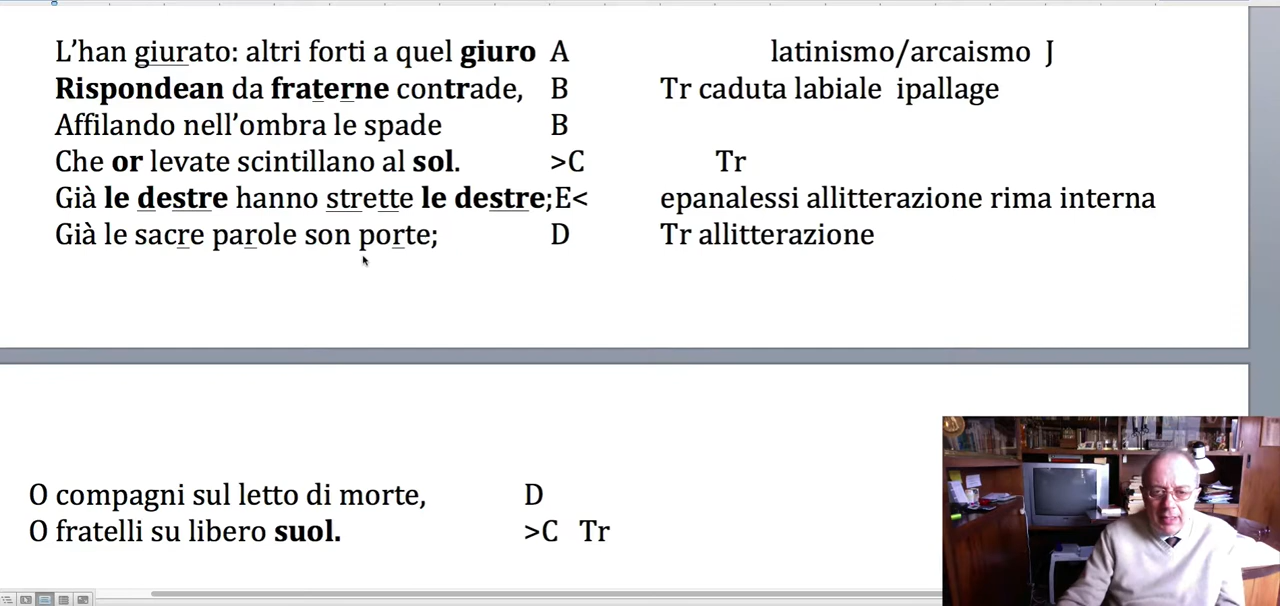 L'han giurato: altri forti a quel giuro A latinismo/arcaismo J
Rispondean da fraterne contrade, B Tr caduta labiale ipallage
Affilando nell'ombra le spade B
Che or levate scintillano al sol. >C Tr
Già le destre hanno strette le destre; E< epanalessi allitterazione rima interna
Già le sacre parole son porte; D Tr allitterazione
O compagni sul letto di morte, D
O fratelli su libero suol. >C Tr